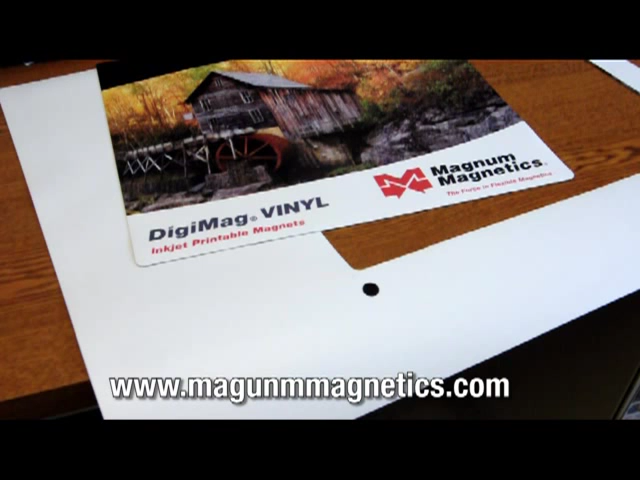 Magnum
Magnetics
The Force in Flexible Magnetics
DigiMag® VINYL
Inkjet Printable Magnets
www.magunmmagnetics.com